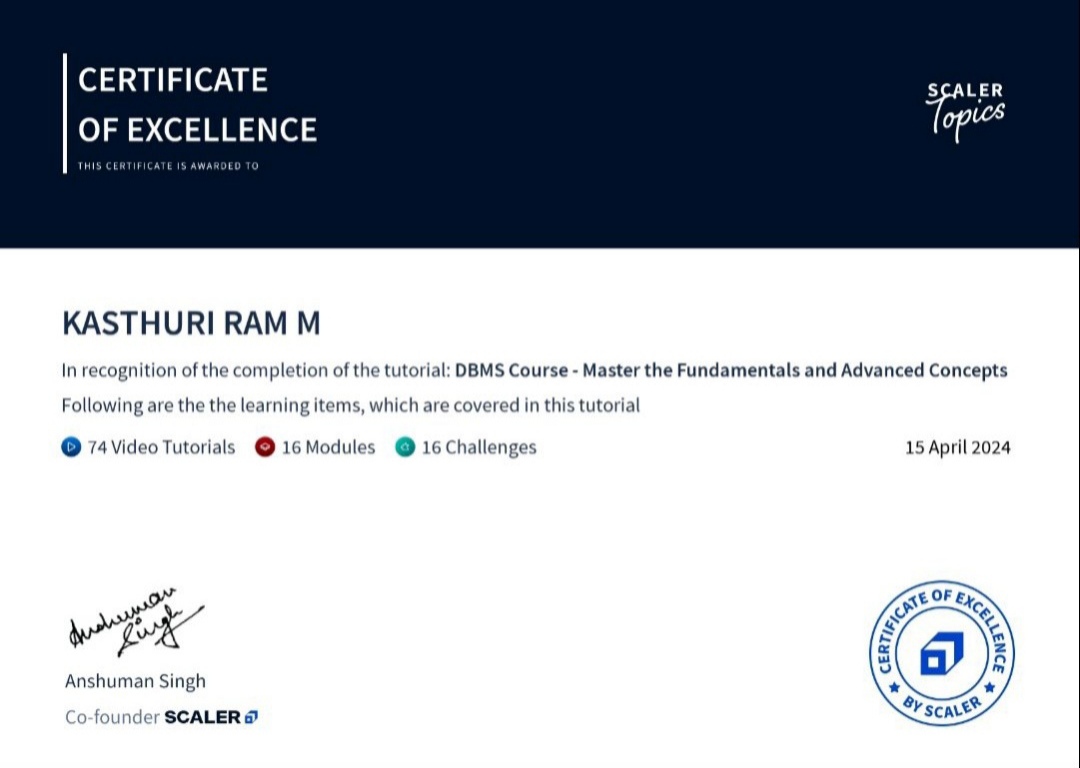 CERTIFICATE
OF EXCELLENCE
THIS CERTIFICATE IS AWARDED TO
SCALER
Topics
KASTHURI RAM M
In recognition of the completion of the tutorial: DBMS Course - Master the Fundamentals and Advanced Concepts
Following are the the learning items, which are covered in this tutorial
74 Video Tutorials 16 Modules 16 Challenges 15 April 2024
Anshuman
Singh
Anshuman Singh
Co-founder SCALER
CERTIFICATE OF EXCELLENCE
BY SCALER